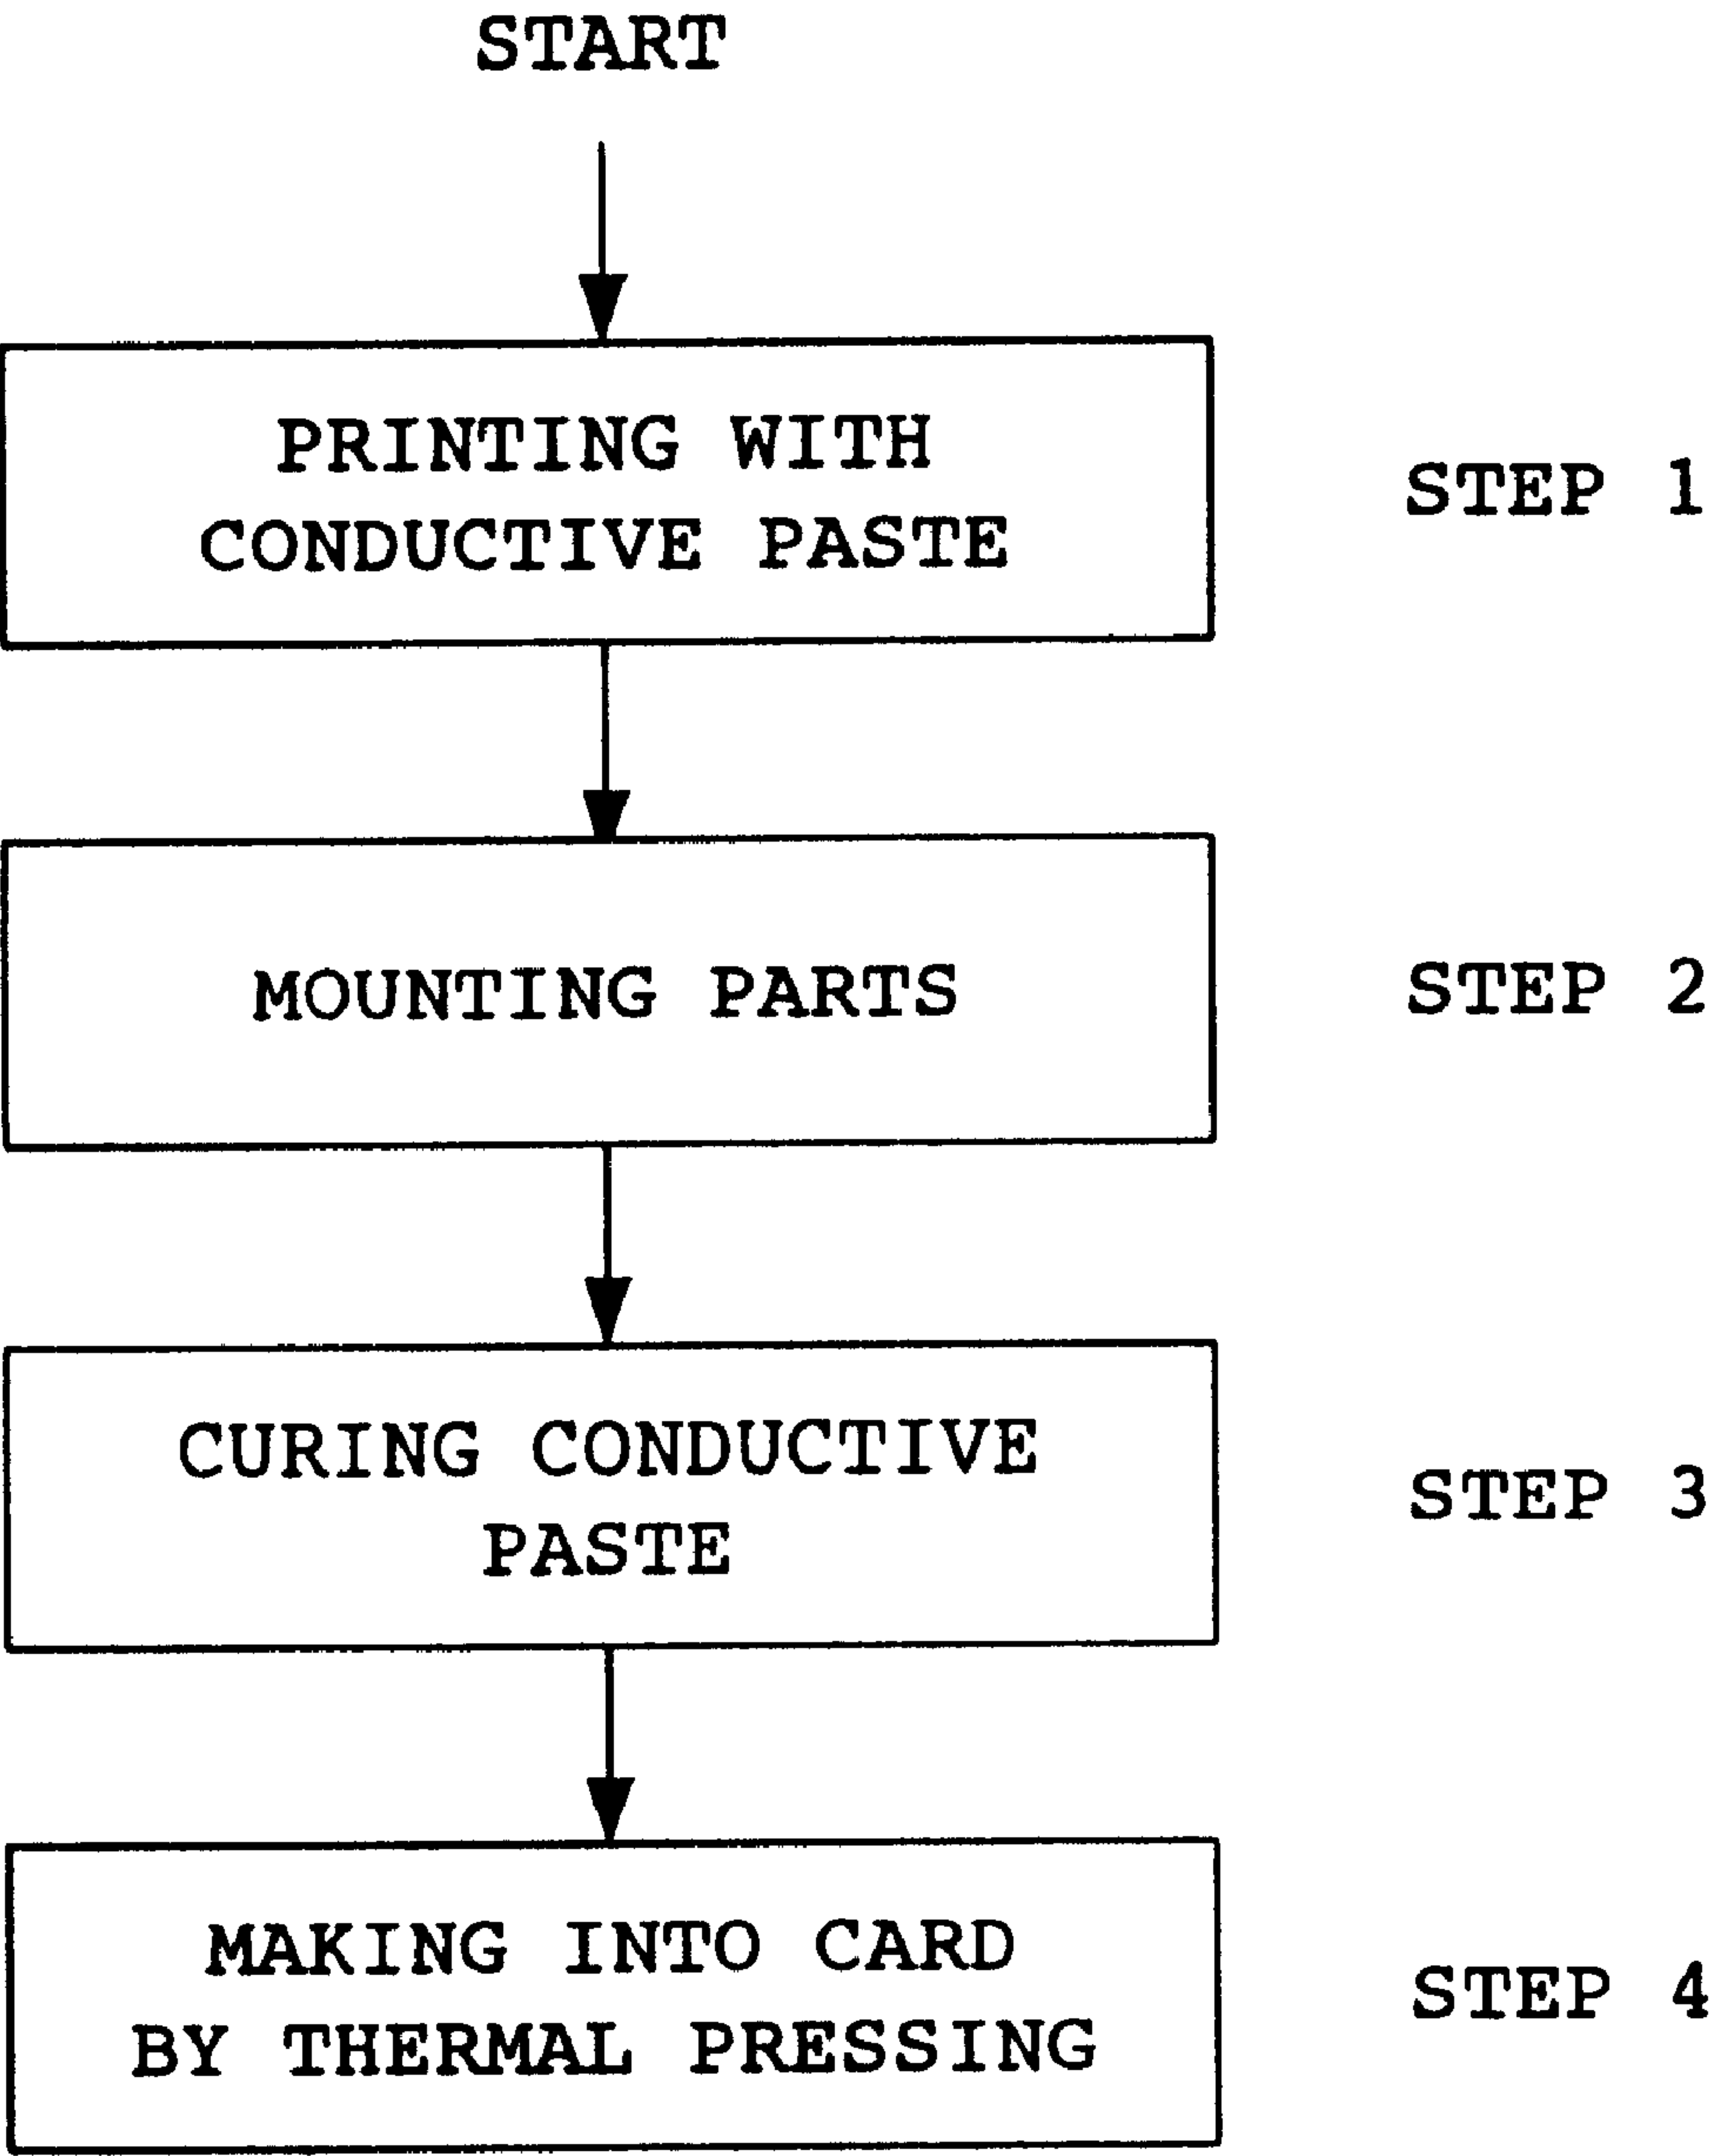 START
PRINTING WITH
CONDUCTIVE PASTE
STEP 1
MOUNTING PARTS
STEP 2
CURING CONDUCTIVE
PASTE
STEP 3
MAKING INTO CARD
BY THERMAL PRESSING
STEP 4